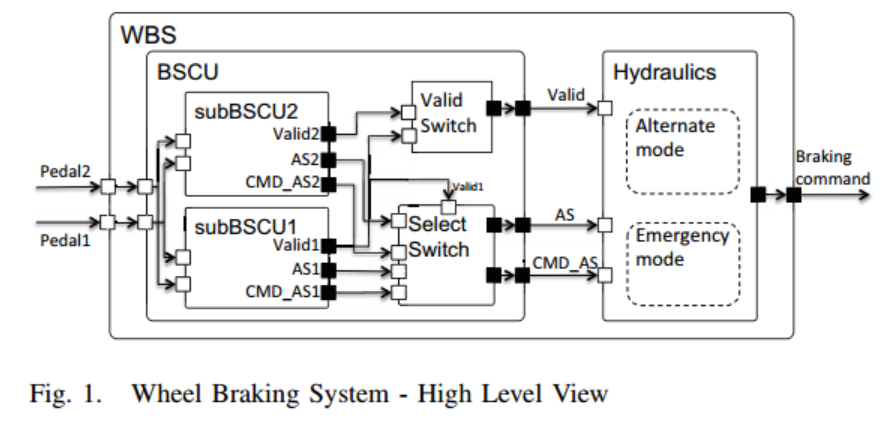 WBS
BSCU
Hydraulics
subBSCU2
Valid2
AS2
CMD_AS2
Valid
Switch
Valid
Alternate
mode
Pedal2
Pedal1
Braking
command
Valid1
subBSCU1
Valid1
AS1
CMD_AS1
Select
Switch
AS
CMD_AS
Emergency
mode
Fig. 1. Wheel Braking System - High Level View